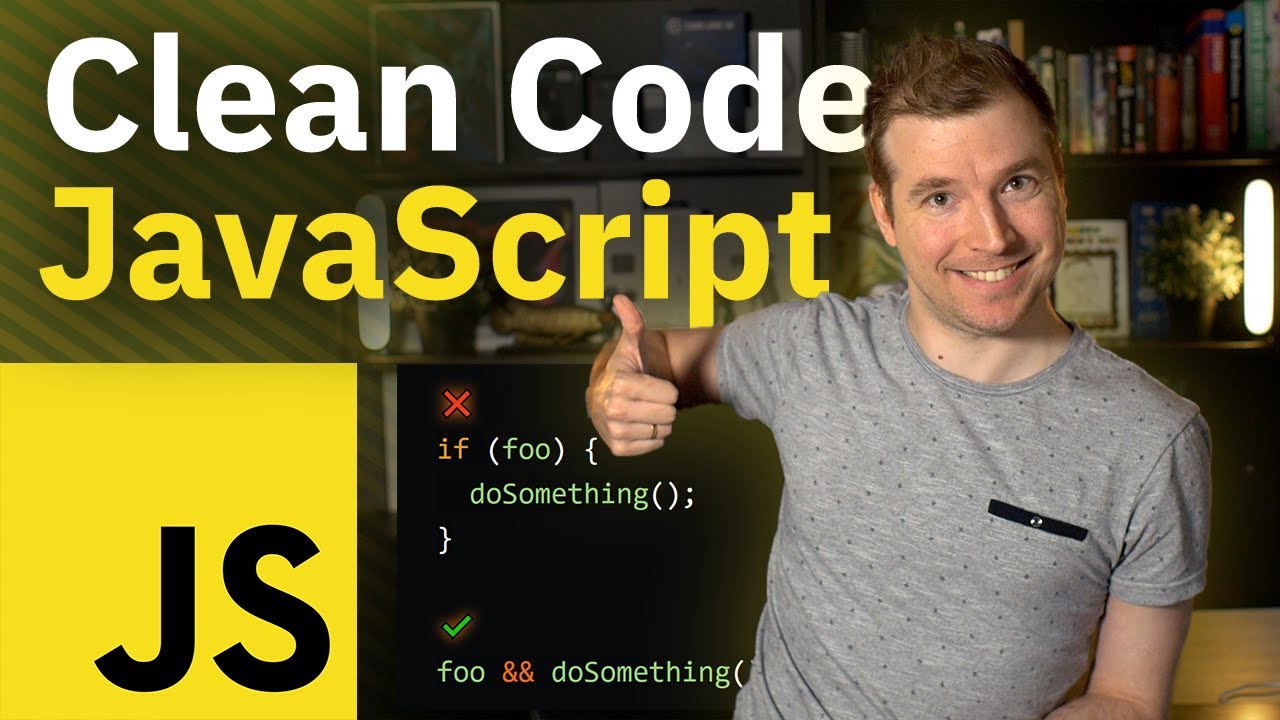 Clean Code
JavaScript
JS
❌
if (foo) {
doSomething();
}
✔
foo && doSomething(